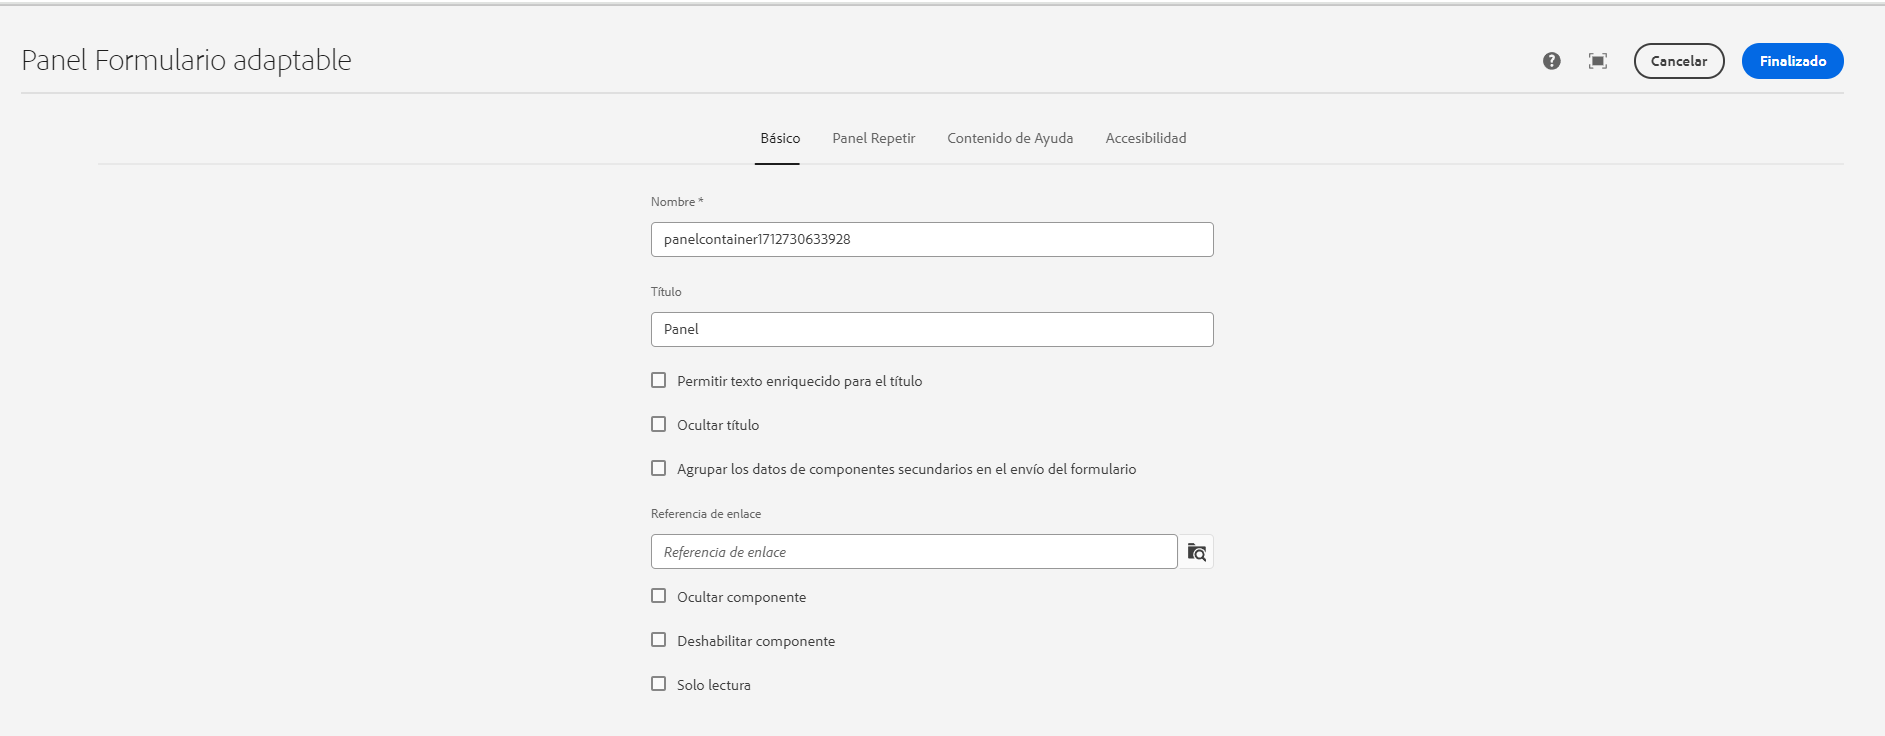 Panel Formulario adaptable
Cancelar
Finalizado
Básico
Panel Repetir
Contenido de Ayuda
Accesibilidad
Nombre *
panelcontainer1712730633928
Título
Panel
Permitir texto enriquecido para el título
Ocultar título
Agrupar los datos de componentes secundarios en el envío del formulario
Referencia de enlace
Referencia de enlace
Ocultar componente
Deshabilitar componente
Solo lectura